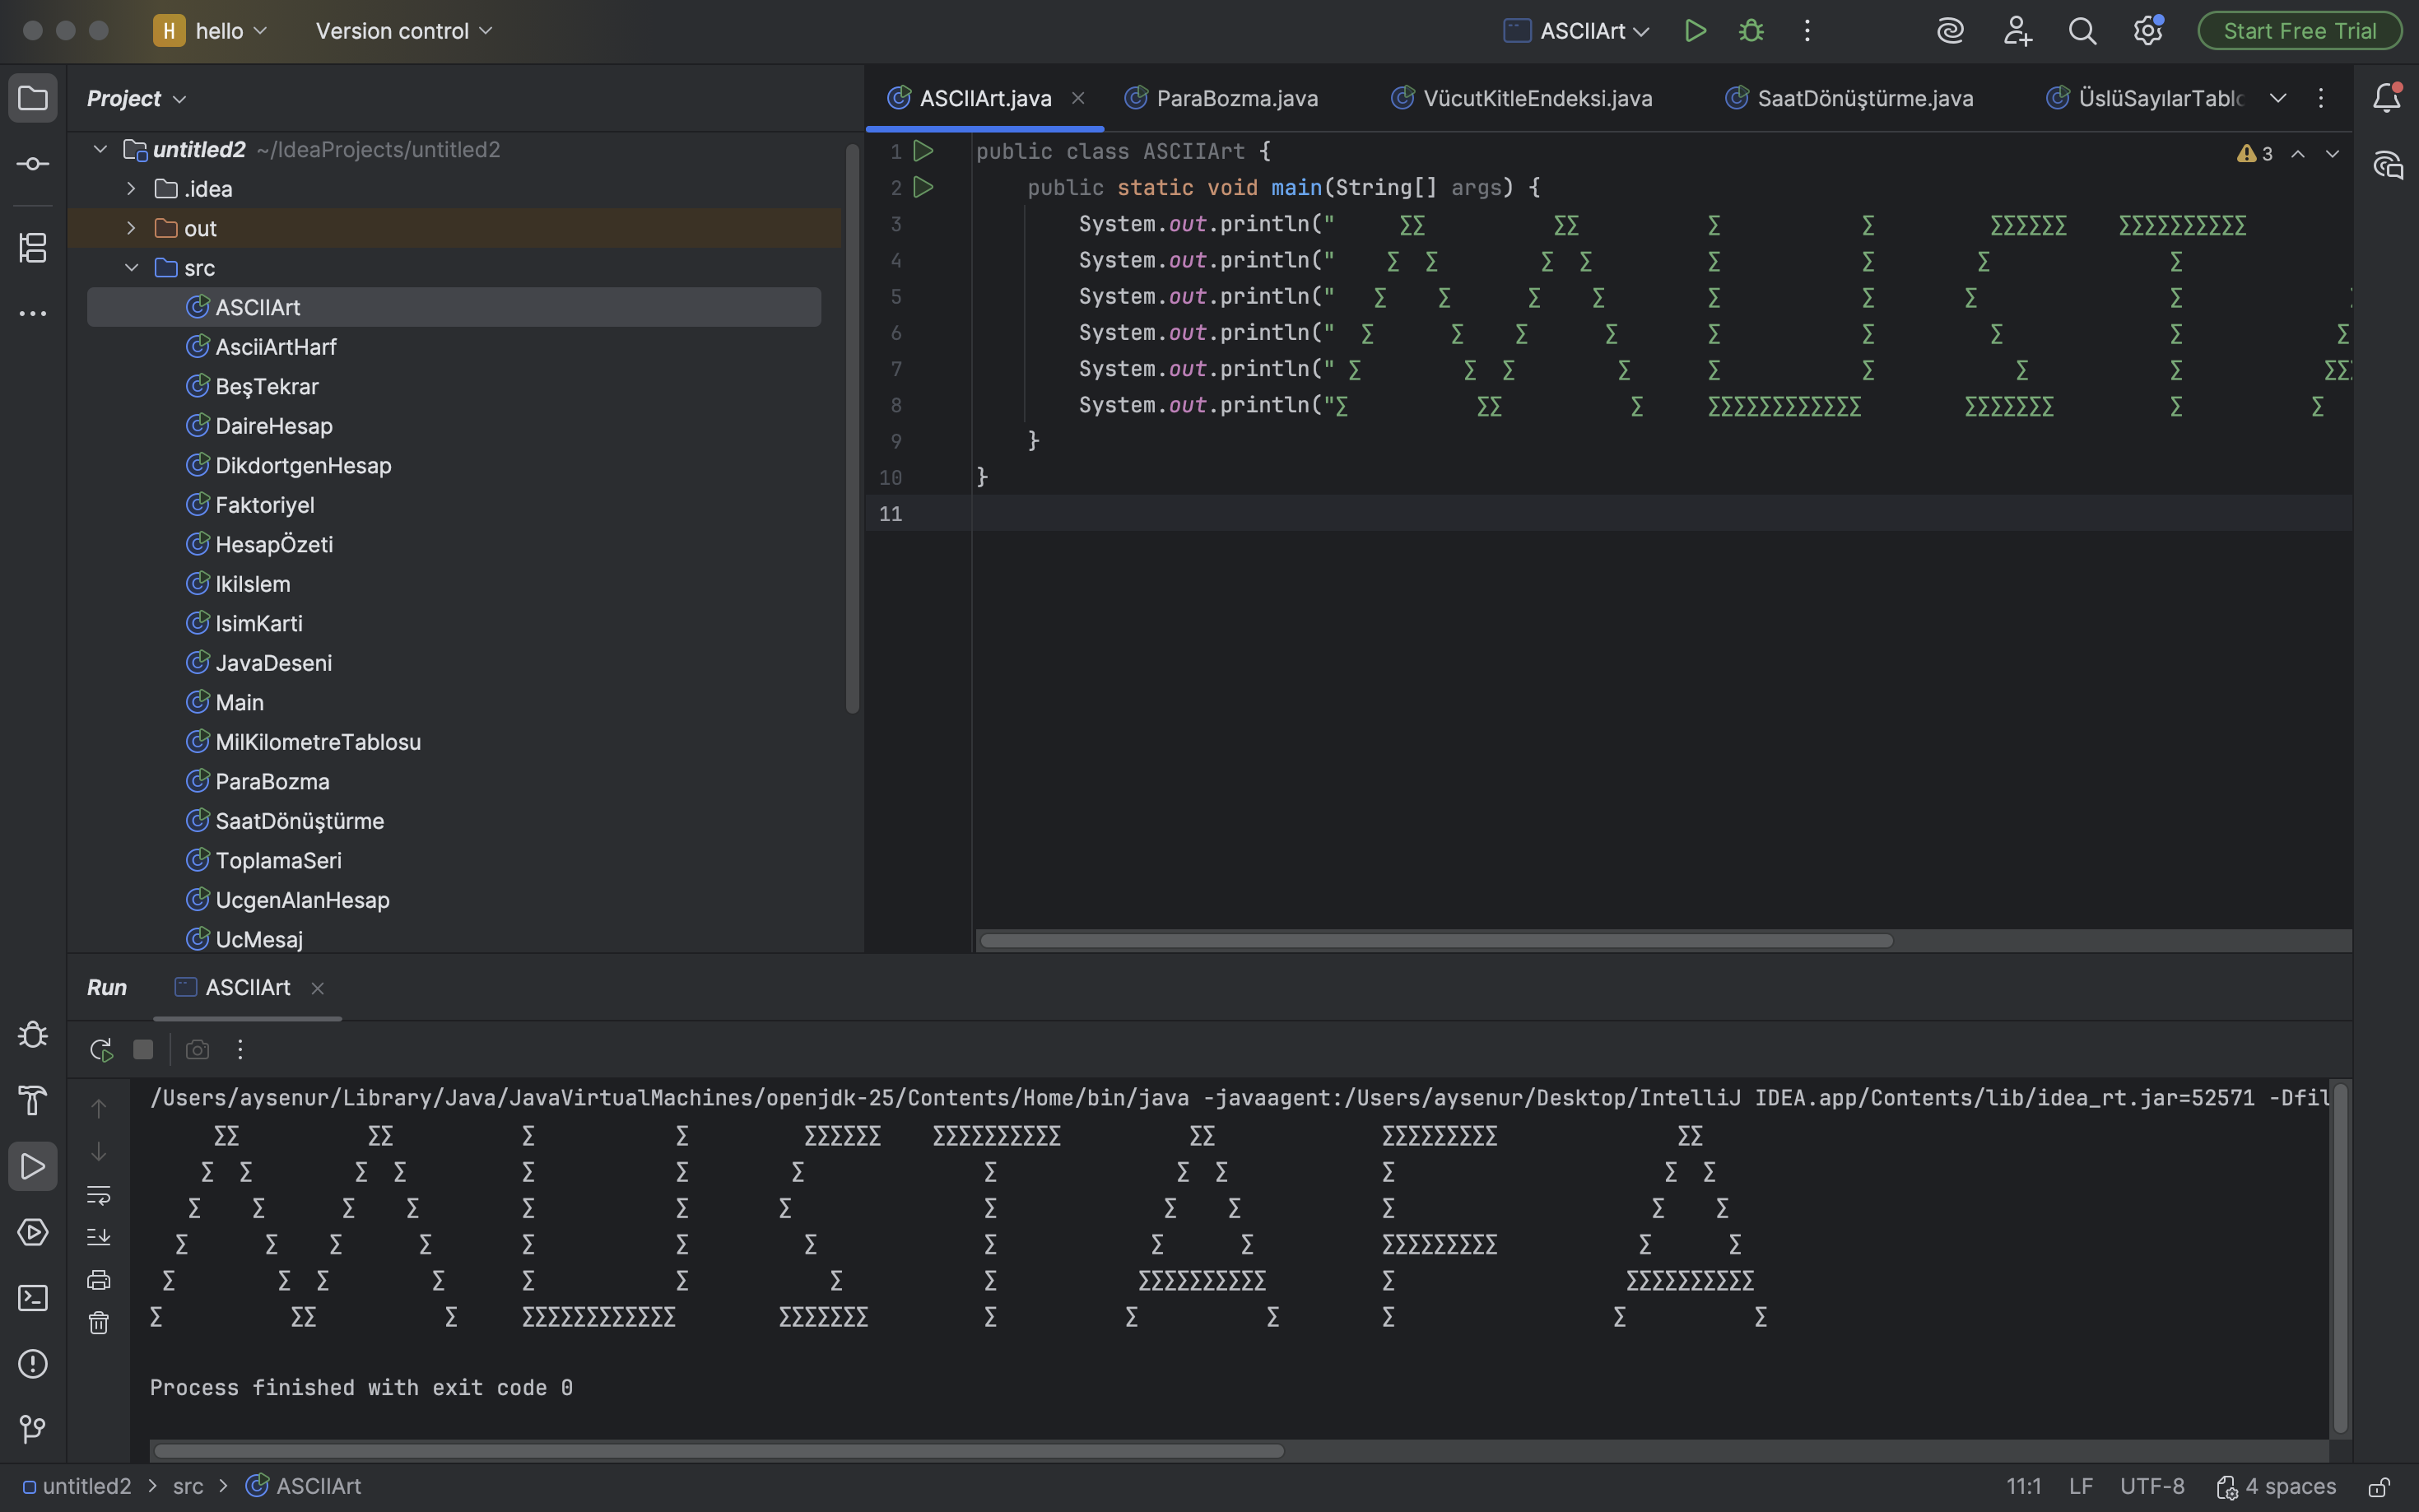 H hello Version control ASCIIArt Start Free Trial
Project
ASCIIArt.java ParaBozma.java VücutKitleEndeksi.java SaatDönüştürme.java ÜslüSayılarTablo
untitled2 ~/IdeaProjects/untitled2
.idea
out
src
ASCIIArt
AsciiArtHarf
BeşTekrar
DaireHesap
DikdortgenHesap
Faktoriyel
HesapÖzeti
IkiIslem
IsimKarti
JavaDeseni
Main
MilKilometreTablosu
ParaBozma
SaatDönüştürme
ToplamaSeri
UcgenAlanHesap
UcMesaj
1 public class ASCIIArt { 3
2     public static void main(String[] args) {
3         System.out.println("     ΣΣ          ΣΣ          Σ           Σ         ΣΣΣΣΣΣ    ΣΣΣΣΣΣΣΣΣΣ
4         System.out.println("    Σ  Σ        Σ  Σ         Σ           Σ        Σ              Σ
5         System.out.println("   Σ    Σ      Σ    Σ        Σ           Σ       Σ               Σ             Σ
6         System.out.println("  Σ      Σ    Σ      Σ       Σ           Σ         Σ             Σ            Σ
7         System.out.println(" Σ        Σ  Σ        Σ      Σ           Σ           Σ           Σ           ΣΣΣ
8         System.out.println("Σ          ΣΣ          Σ     ΣΣΣΣΣΣΣΣΣΣΣΣ        ΣΣΣΣΣΣΣ         Σ          Σ
9     }
10 }
11
Run ASCIIArt
/Users/aysenur/Library/Java/JavaVirtualMachines/openjdk-25/Contents/Home/bin/java -javaagent:/Users/aysenur/Desktop/IntelliJ IDEA.app/Contents/lib/idea_rt.jar=52571 -Dfil
     ΣΣ          ΣΣ          Σ           Σ         ΣΣΣΣΣΣ    ΣΣΣΣΣΣΣΣΣΣ          ΣΣ             ΣΣΣΣΣΣΣΣΣ              ΣΣ
    Σ  Σ        Σ  Σ         Σ           Σ        Σ              Σ              Σ  Σ            Σ                     Σ  Σ
   Σ    Σ      Σ    Σ        Σ           Σ       Σ               Σ             Σ    Σ           Σ                    Σ    Σ
  Σ      Σ    Σ      Σ       Σ           Σ         Σ             Σ            Σ      Σ          ΣΣΣΣΣΣΣΣΣ           Σ      Σ
 Σ        Σ  Σ        Σ      Σ           Σ           Σ           Σ           ΣΣΣΣΣΣΣΣΣΣ         Σ                  ΣΣΣΣΣΣΣΣΣΣ
Σ          ΣΣ          Σ     ΣΣΣΣΣΣΣΣΣΣΣΣ        ΣΣΣΣΣΣΣ         Σ          Σ          Σ        Σ                 Σ          Σ
Process finished with exit code 0
untitled2 > src > ASCIIArt 11:1 LF UTF-8 4 spaces